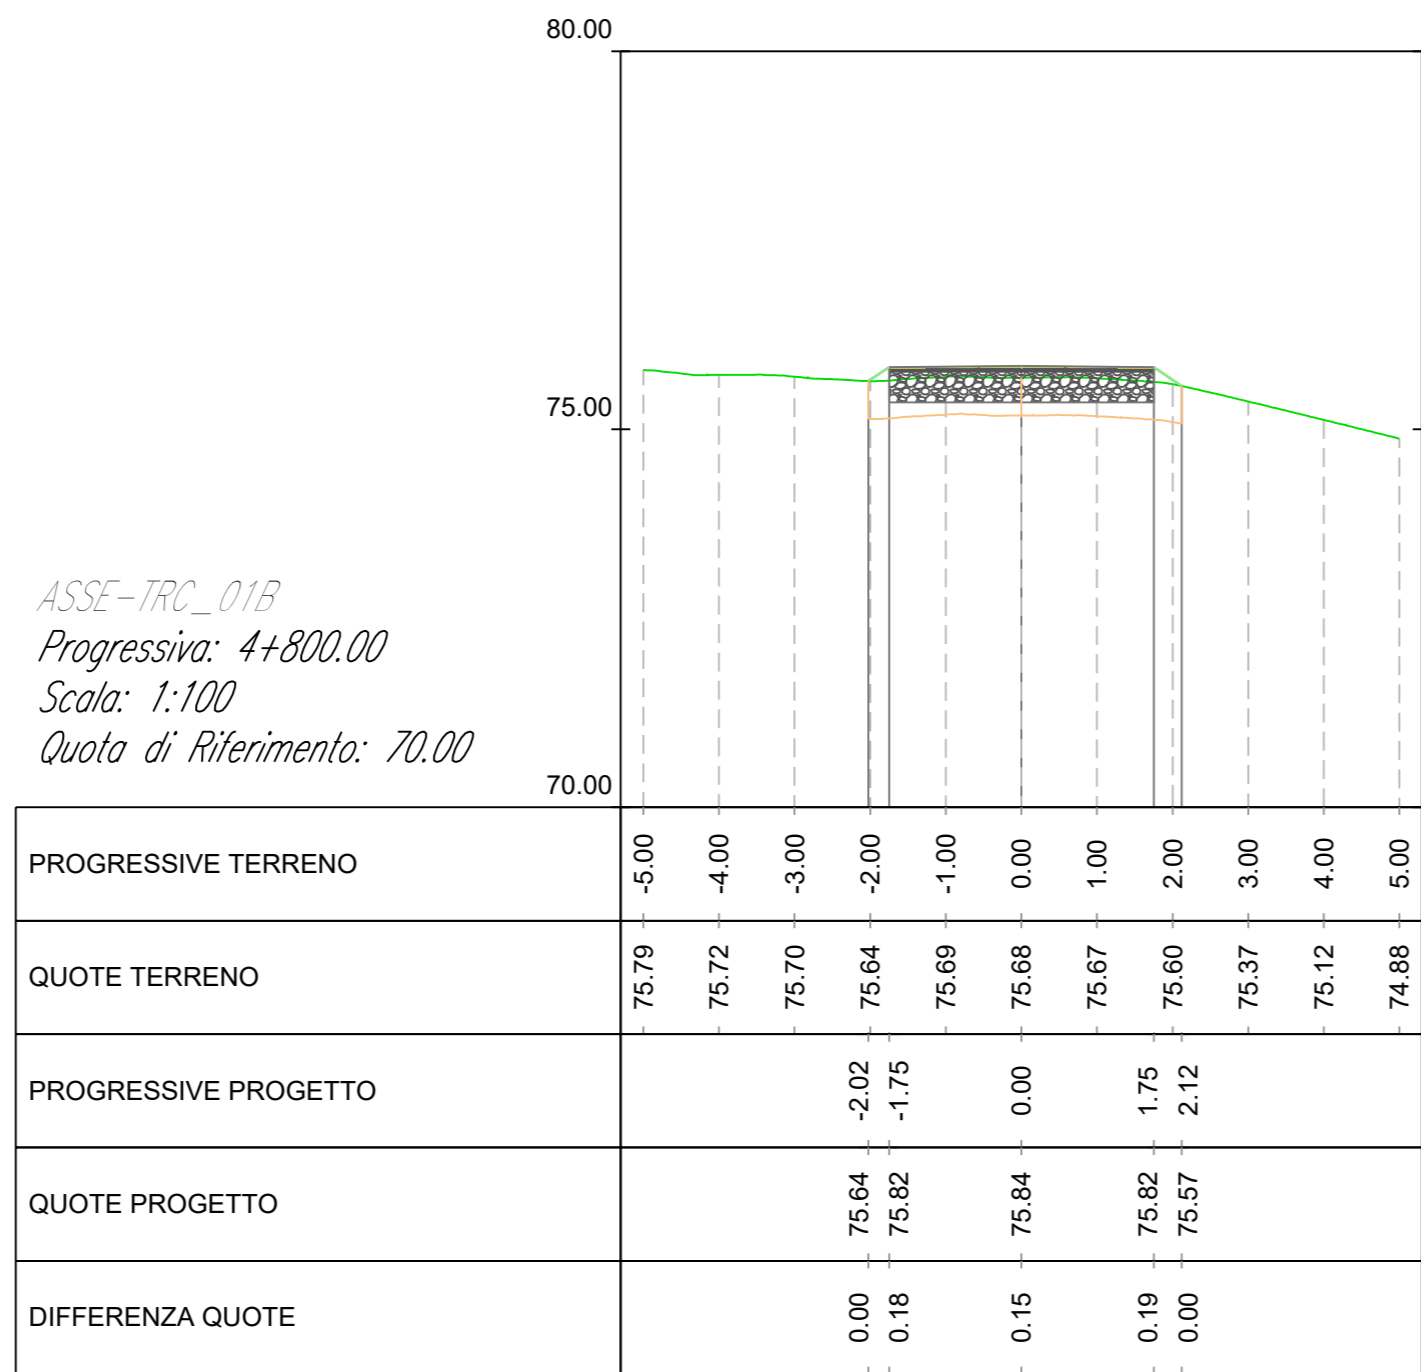 80.00
75.00
ASSE-TRC_01B
Progressiva: 4+800.00
Scala: 1:100
Quota di Riferimento: 70.00
70.00
PROGRESSIVE TERRENO -5.00 -4.00 -3.00 -2.00 -1.00 0.00 1.00 2.00 3.00 4.00 5.00
QUOTE TERRENO 75.79 75.72 75.70 75.64 75.69 75.68 75.67 75.60 75.37 75.12 74.88
PROGRESSIVE PROGETTO -2.02 -1.75 0.00 1.75 2.12
QUOTE PROGETTO 75.64 75.82 75.84 75.82 75.57
DIFFERENZA QUOTE 0.00 0.18 0.15 0.19 0.00